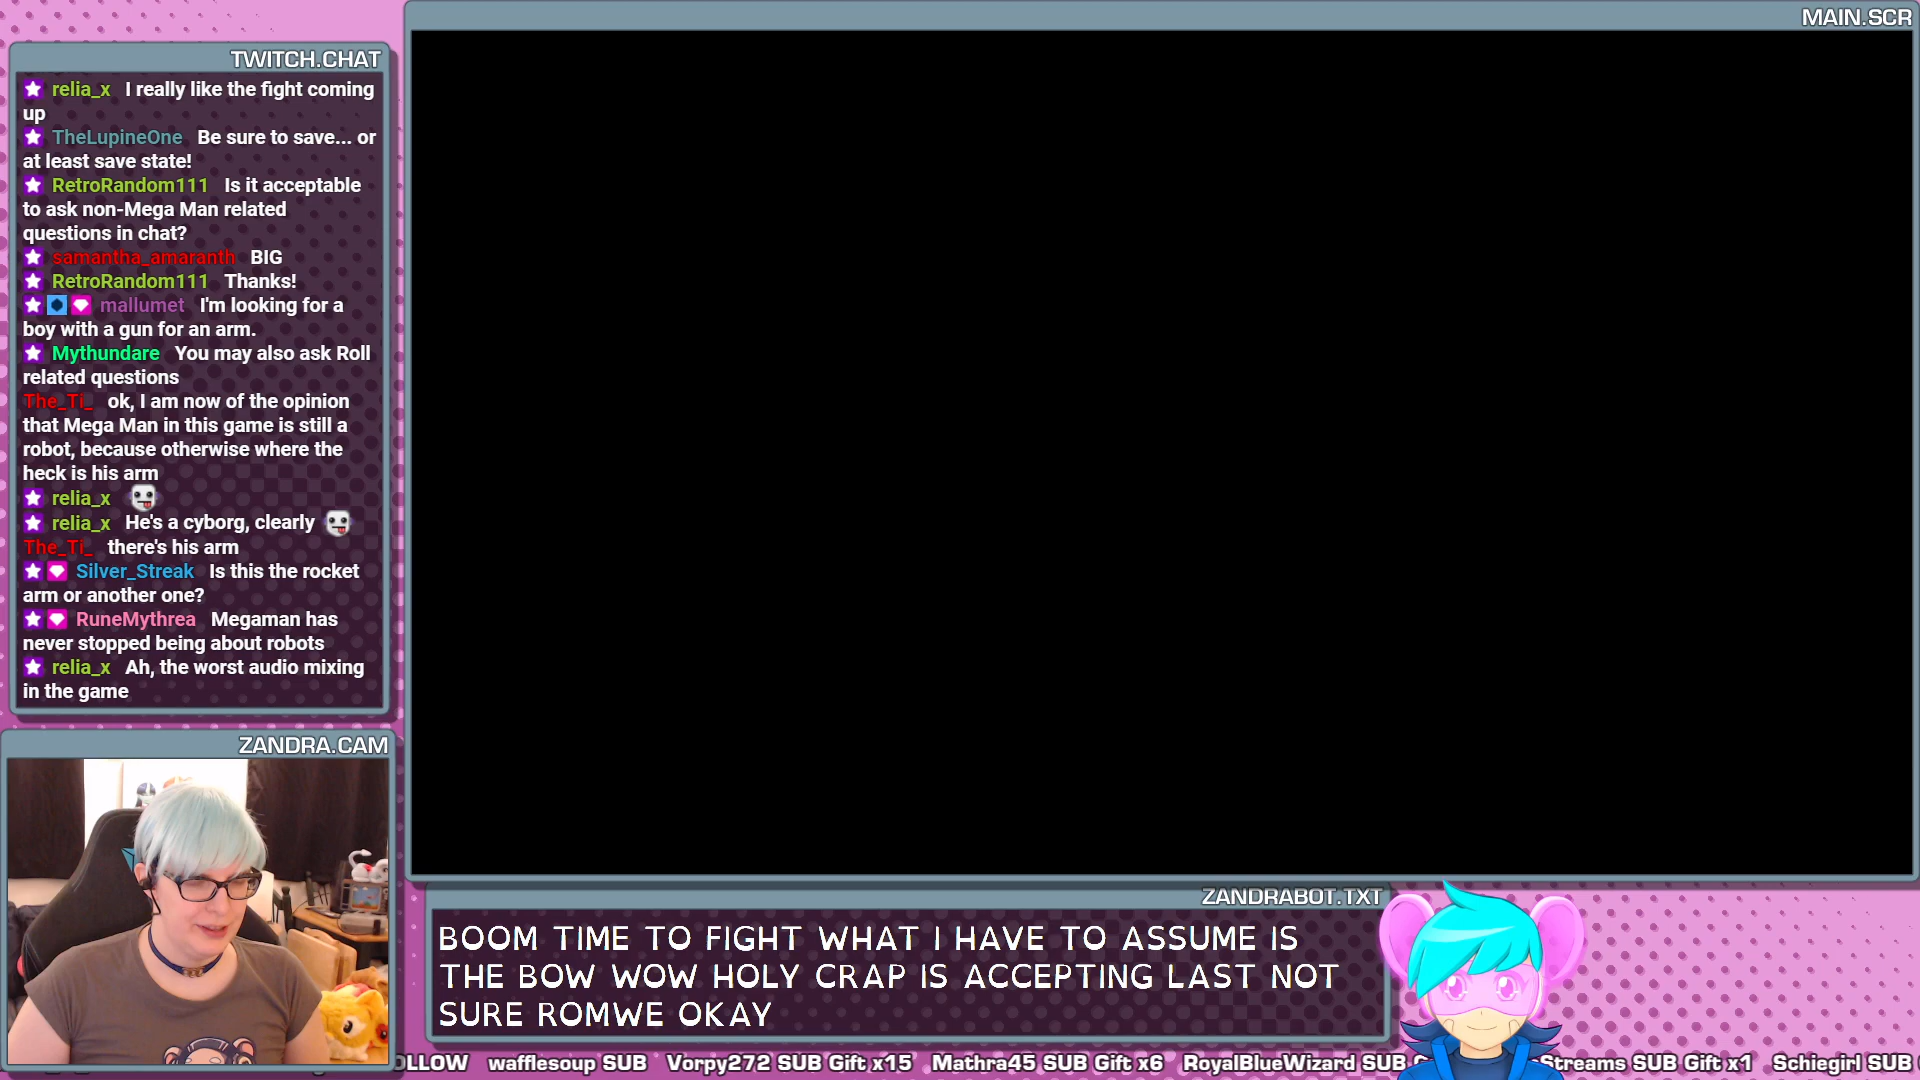 MAIN.SCR
TWITCH.CHAT
relia_x I really like the fight coming
up
TheLupineOne Be sure to save... or
at least save state!
RetroRandom111 Is it acceptable
to ask non-Mega Man related
questions in chat?
samantha_amaranth BIG
RetroRandom111 Thanks!
mallumet I'm looking for a
boy with a gun for an arm.
Mythundare You may also ask Roll
related questions
The_Ti_ ok, I am now of the opinion
that Mega Man in this game is still a
robot, because otherwise where the
heck is his arm
relia_x
relia_x He's a cyborg, clearly
The_Ti_ there's his arm
Silver_Streak Is this the rocket
arm or another one?
RuneMythrea Megaman has
never stopped being about robots
relia_x Ah, the worst audio mixing
in the game
ZANDRA.CAM
ZANDRABOT.TXT
BOOM TIME TO FIGHT WHAT I HAVE TO ASSUME IS
THE BOW WOW HOLY CRAP IS ACCEPTING LAST NOT
SURE ROMWE OKAY
OLLOW wafflesoup SUB Vorpy272 SUB Gift x15 Mathra45 SUB Gift x6 RoyalBlueWizard SUB Streams SUB Gift x1 Schiegirl SUB